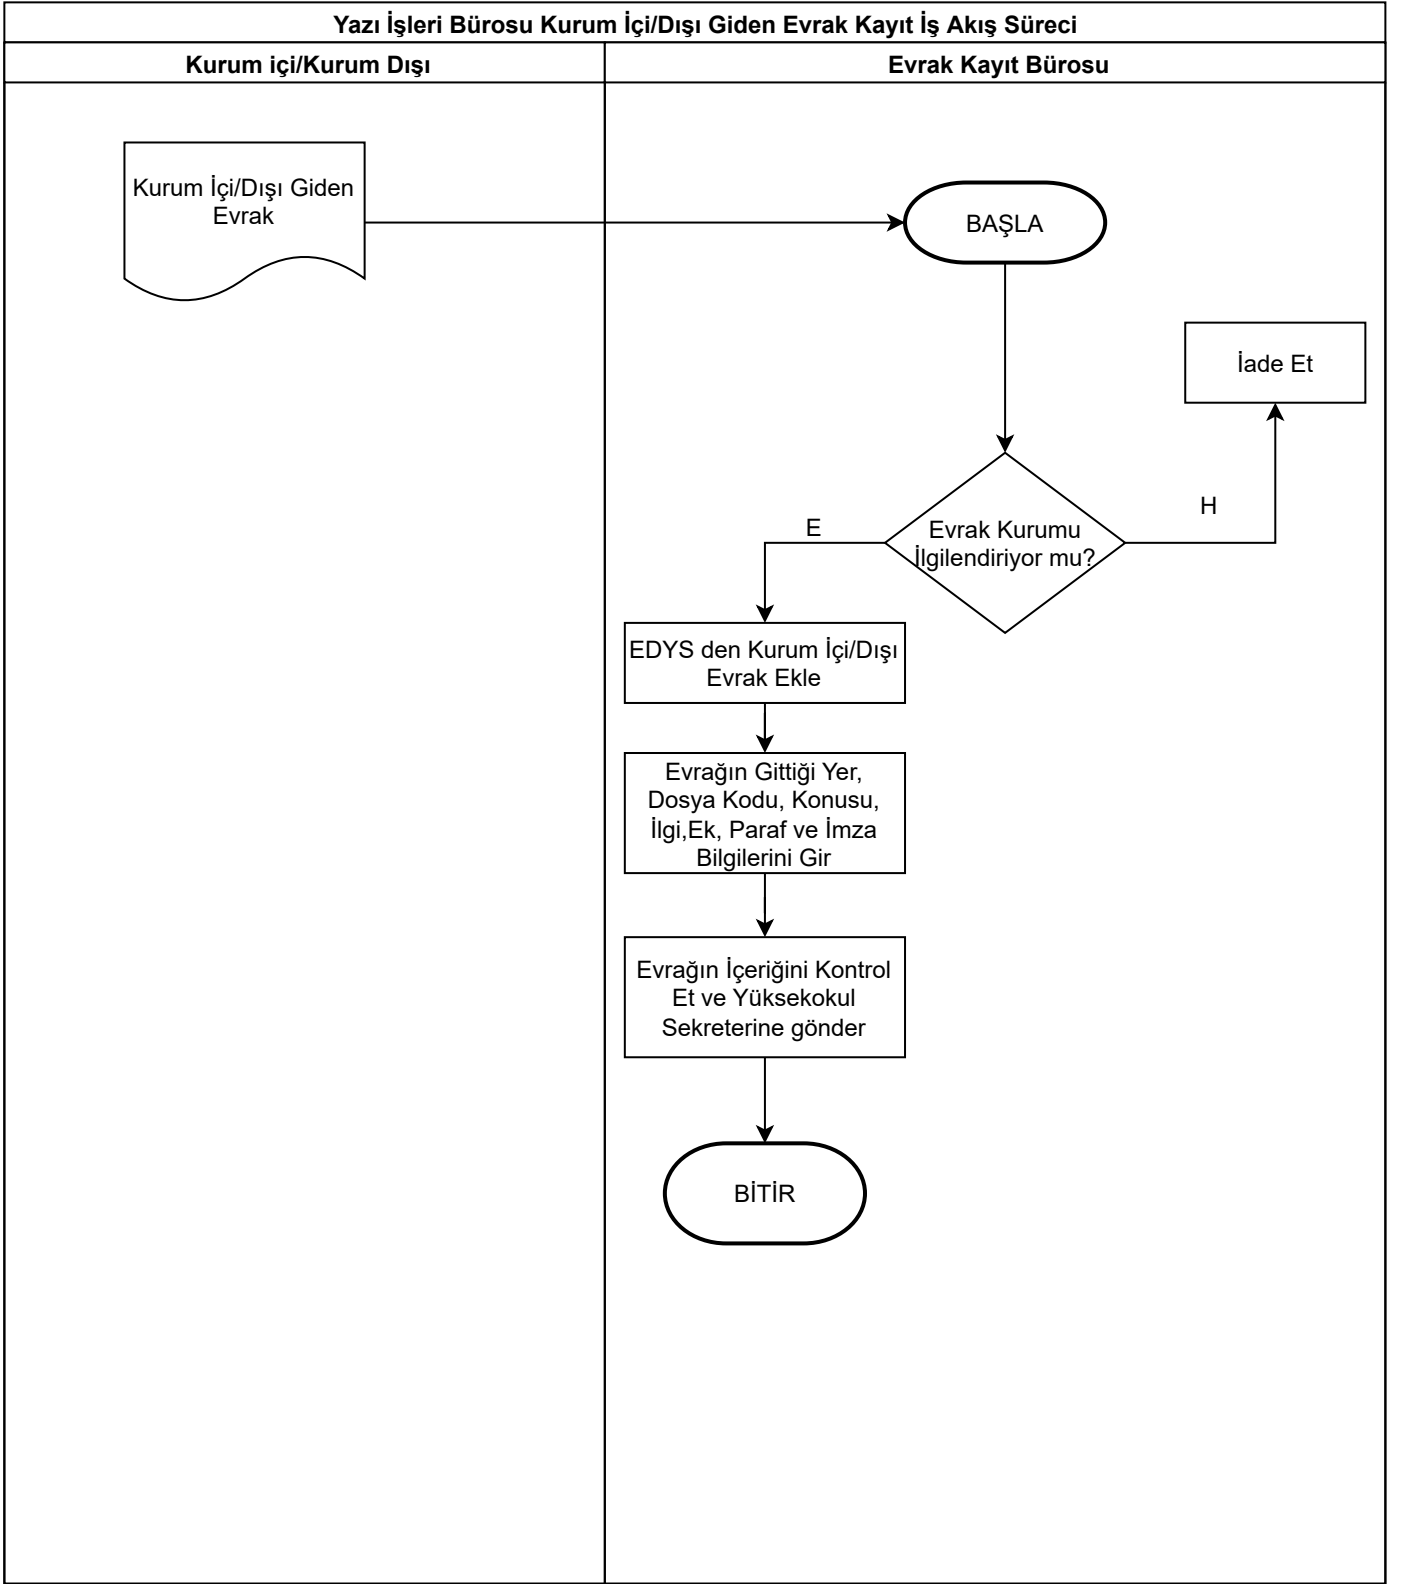 Yazı İşleri Bürosu Kurum İçi/Dışı Giden Evrak Kayıt İş Akış Süreci
Kurum içi/Kurum Dışı
Evrak Kayıt Bürosu
Kurum İçi/Dışı Giden
Evrak
BAŞLA
İade Et
H
E
Evrak Kurumu
İlgilendiriyor mu?
EDYS den Kurum İçi/Dışı
Evrak Ekle
Evrağın Gittiği Yer,
Dosya Kodu, Konusu,
İlgi,Ek, Paraf ve İmza
Bilgilerini Gir
Evrağın İçeriğini Kontrol
Et ve Yüksekokul
Sekreterine gönder
BİTİR